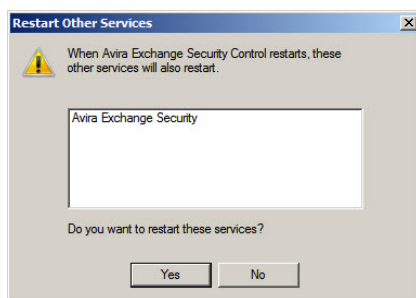 Restart Other Services
When Avira Exchange Security Control restarts, these
other services will also restart.
Avira Exchange Security
Do you want to restart these services?
Yes
No